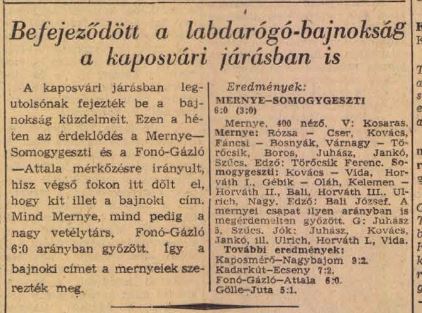 Befejeződött a labdarúgó-bajnokság
a kaposvári járásban is
A kaposvári járásban leg-
utolsónak fejezték be a baj-
nokság küzdelmeit. Ezen a hé-
ten az érdeklődés a Mernye—
Somogygeszti és a Fonó-Gázló
—Attala mérkőzésre irányult,
hisz végső fokon itt dőlt el,
hogy kit illet a bajnoki cím.
Mind Mernye, mind pedig a
nagy vetélytárs, Fonó-Gázló
6:0 arányban győzött. Így a
bajnoki címet a mernyeiek sze-
rezték meg.
Eredmények:
MERNYE—SOMOGYGESZTI
6:0 (3:0)
Mernye, 400 néző. V: Kosaras.
Mernye: Rózsa — Cser, Kovács,
Fáncsi — Bosnyák, Várnagy — Tö-
rőcsik, Boros, Juhász, Jankó,
Szűcs. Edző: Törőcsik Ferenc. So-
mogygeszti: Kovács — Vida, Horvá-
th I., Gébik — Oláh, Kelemen —
Horváth II., Bali, Horváth III., Ul-
rich, Nagy. Edző: Bali József. A
mernyei csapat ilyen arányban is
megérdemelten győzött. G: Juhász
5, Szűcs. Jók: Juhász, Kovács,
Jankó, ill. Ulrich, Horváth I., Vida.
További eredmények:
Kaposmérő—Nagybajom 9:2.
Kadarkút—Ecseny 7:2.
Fonó-Gázló—Attala 6:0.
Gölle—Juta 5:1.